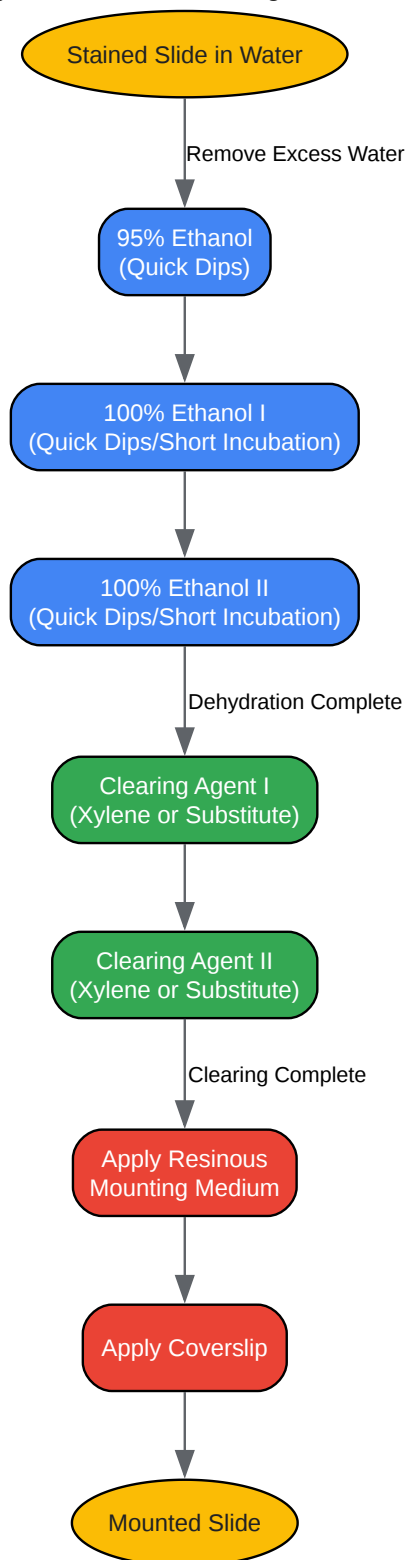 Stained Slide in Water
Remove Excess Water
95% Ethanol
(Quick Dips)
100% Ethanol I
(Quick Dips/Short Incubation)
100% Ethanol II
(Quick Dips/Short Incubation)
Dehydration Complete
Clearing Agent I
(Xylene or Substitute)
Clearing Agent II
(Xylene or Substitute)
Clearing Complete
Apply Resinous
Mounting Medium
Apply Coverslip
Mounted Slide